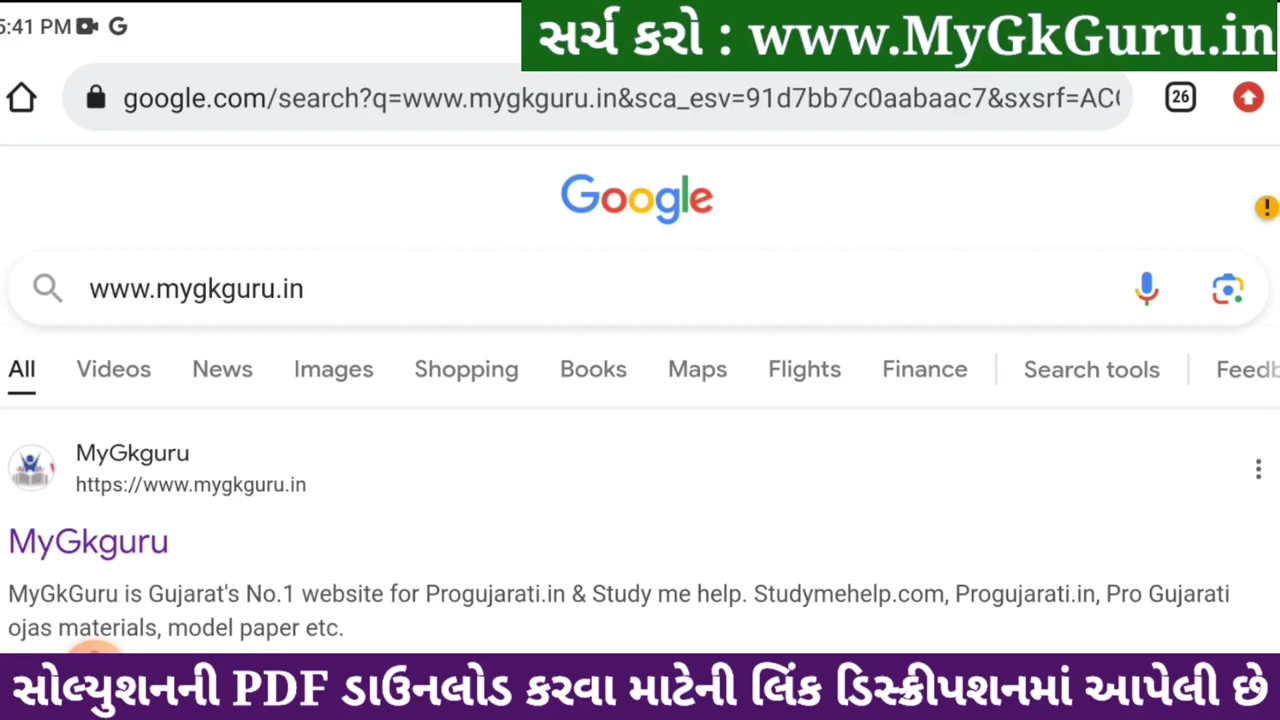 5:41 PM G
સર્ચ કરો : www.MyGkGuru.in
google.com/search?q=www.mygkguru.in&sca_esv=91d7bb7c0aabaac7&sxsrf=AC
26
Google
!
www.mygkguru.in
All Videos News Images Shopping Books Maps Flights Finance Search tools Feedb
MyGkguru
https://www.mygkguru.in
MyGkguru
MyGkGuru is Gujarat's No.1 website for Progujarati.in & Study me help. Studymehelp.com, Progujarati.in, Pro Gujarati
ojas materials, model paper etc.
સોલ્યુશનની PDF ડાઉનલોડ કરવા માટેની લિંક ડિસ્ક્રીપશનમાં આપેલી છે